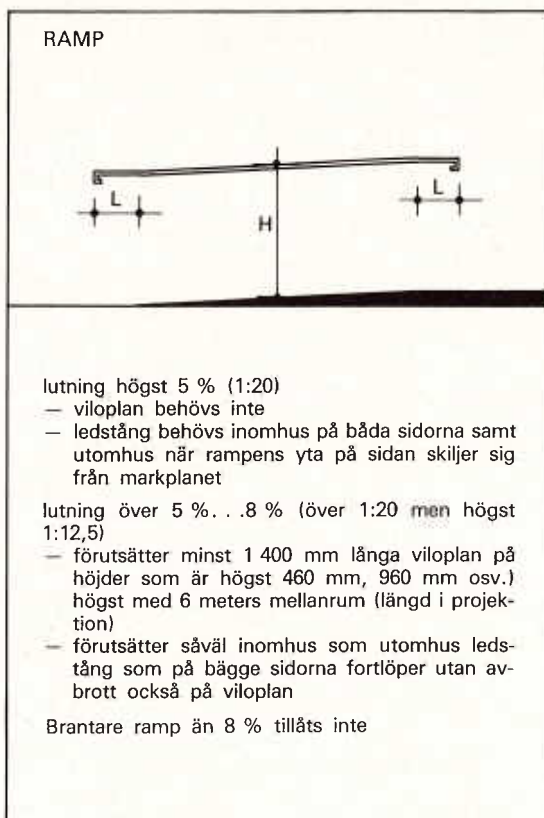 RAMP
L
L
H
lutning högst 5 % (1:20)
— viloplan behövs inte
— ledstång behövs inomhus på båda sidorna samt
utomhus när rampens yta på sidan skiljer sig
från markplanet
lutning över 5 %. . .8 % (över 1:20 men högst
1:12,5)
— förutsätter minst 1 400 mm långa viloplan på
höjder som är högst 460 mm, 960 mm osv.)
högst med 6 meters mellanrum (längd i projek-
tion)
— förutsätter såväl inomhus som utomhus leds-
tång som på bägge sidorna fortlöper utan av-
brott också på viloplan
Brantare ramp än 8 % tillåts inte